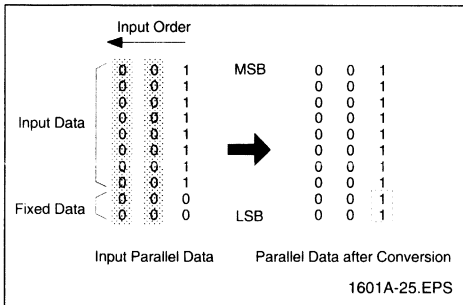 Input Order
0 0 1 MSB 0 0 1
0 0 1 0 0 1
0 0 1 0 0 1
0 0 1 0 0 1
Input Data 0 0 1 0 0 1
0 0 1 0 0 1
0 0 1 0 0 1
0 0 1 0 0 1
Fixed Data 0 0 0 0 0 1
0 0 0 LSB 0 0 1
Input Parallel Data Parallel Data after Conversion
1601A-25.EPS